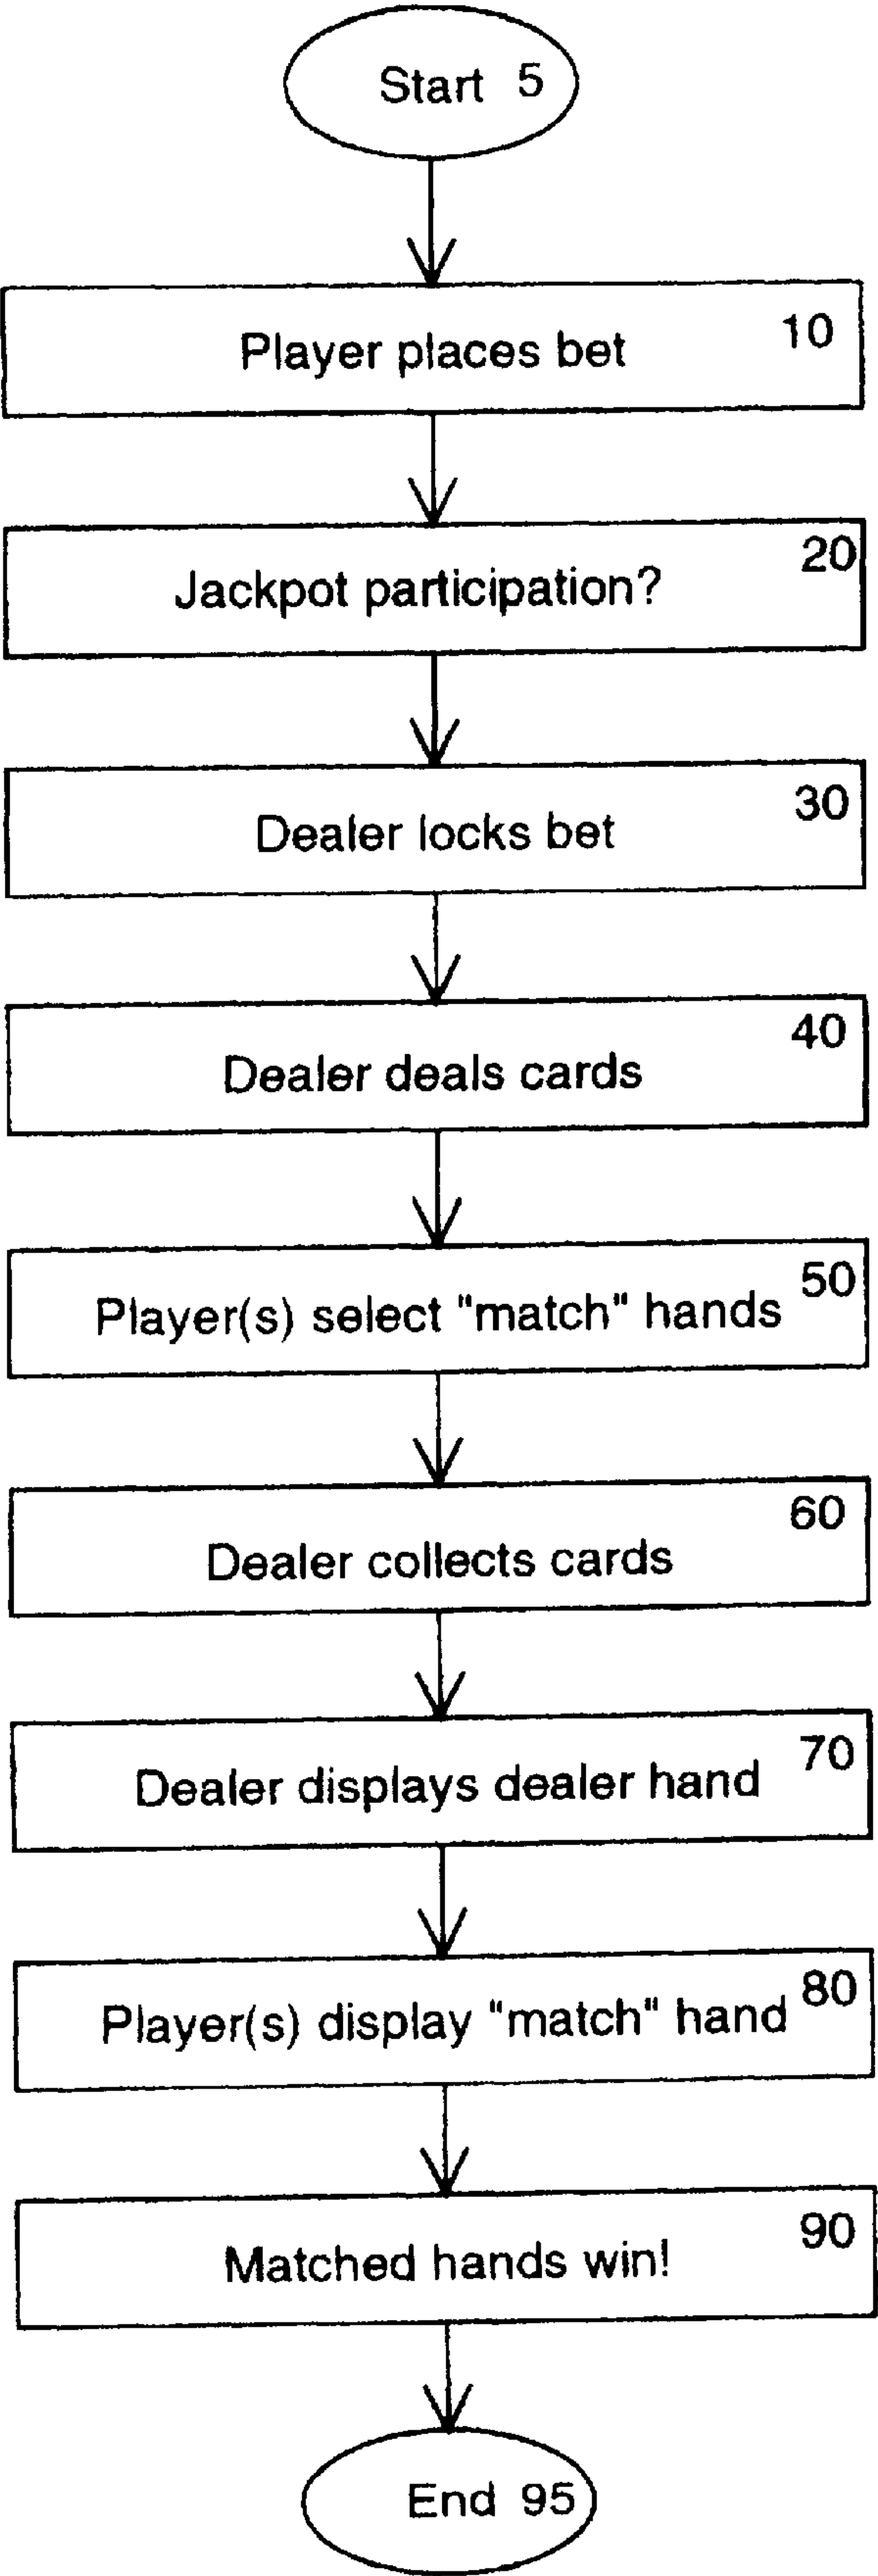 Start 5
Player places bet 10
Jackpot participation? 20
Dealer locks bet 30
Dealer deals cards 40
Player(s) select "match" hands 50
Dealer collects cards 60
Dealer displays dealer hand 70
Player(s) display "match" hand 80
Matched hands win! 90
End 95